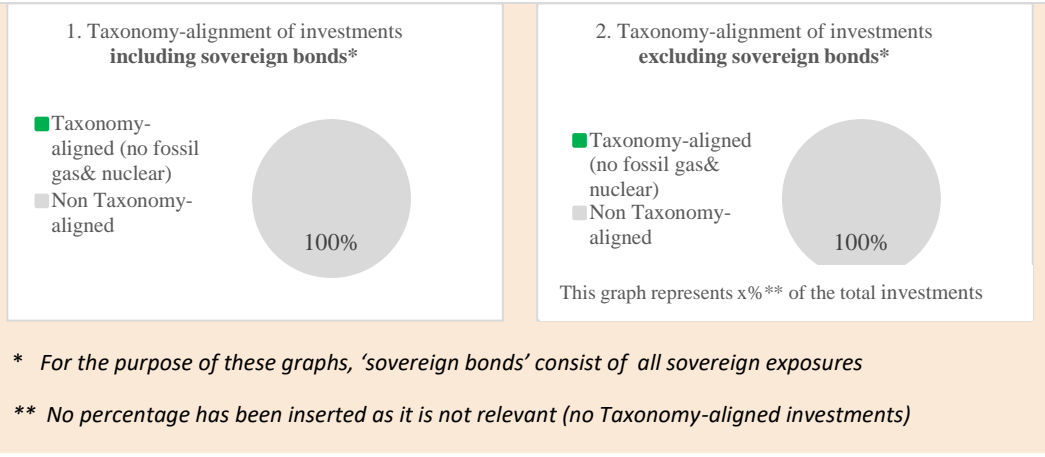 1. Taxonomy-alignment of investments
including sovereign bonds*
Taxonomy-
aligned (no fossil
gas& nuclear)
Non Taxonomy-
aligned
100%
2. Taxonomy-alignment of investments
excluding sovereign bonds*
Taxonomy-aligned
(no fossil gas&
nuclear)
Non Taxonomy-
aligned
100%
This graph represents x%** of the total investments
* For the purpose of these graphs, ‘sovereign bonds’ consist of all sovereign exposures
** No percentage has been inserted as it is not relevant (no Taxonomy-aligned investments)